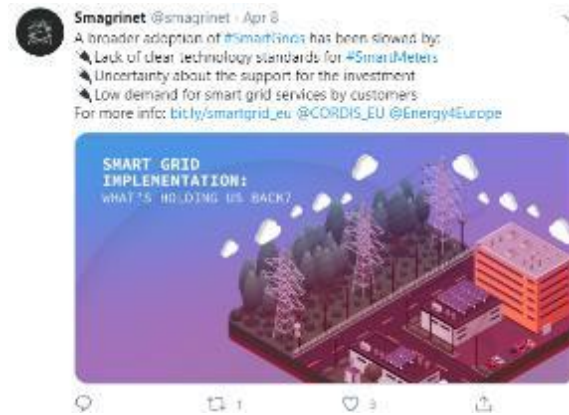 Smagrinet @smagrinet · Apr 8
A broader adoption of #SmartGrids has been slowed by:
🔌Lack of clear technology standards for #SmartMeters
🔌Uncertainty about the support for the investment
🔌Low demand for smart grid services by customers
For more info: bit.ly/smartgrid_eu @CORDIS_EU @Energy4Europe
SMART GRID
IMPLEMENTATION:
WHAT'S HOLDING US BACK?
1 3